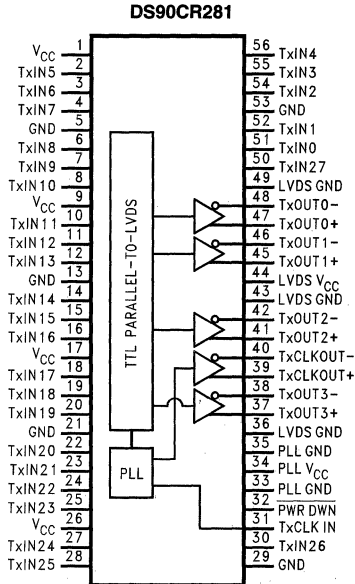 DS90CR281
VCC 1
TxIN5 2
TxIN6 3
TxIN7 4
GND 5
TxIN8 6
TxIN9 7
TxIN10 8
VCC 9
TxIN11 10
TxIN12 11
TxIN13 12
GND 13
TxIN14 14
TxIN15 15
TxIN16 16
VCC 17
TxIN17 18
TxIN18 19
TxIN19 20
GND 21
TxIN20 22
TxIN21 23
TxIN22 24
TxIN23 25
VCC 26
TxIN24 27
TxIN25 28
TTL PARALLEL-TO-LVDS
PLL
56 TxIN4
55 TxIN3
54 TxIN2
53 GND
52 TxIN1
51 TxIN0
50 TxIN27
49 LVDS GND
48 TxOUT0-
47 TxOUT0+
46 TxOUT1-
45 TxOUT1+
44 LVDS VCC
43 LVDS GND
42 TxOUT2-
41 TxOUT2+
40 TxCLKOUT-
39 TxCLKOUT+
38 TxOUT3-
37 TxOUT3+
36 LVDS GND
35 PLL GND
34 PLL VCC
33 PLL GND
32 PWR DWN
31 TxCLK IN
30 TxIN26
29 GND